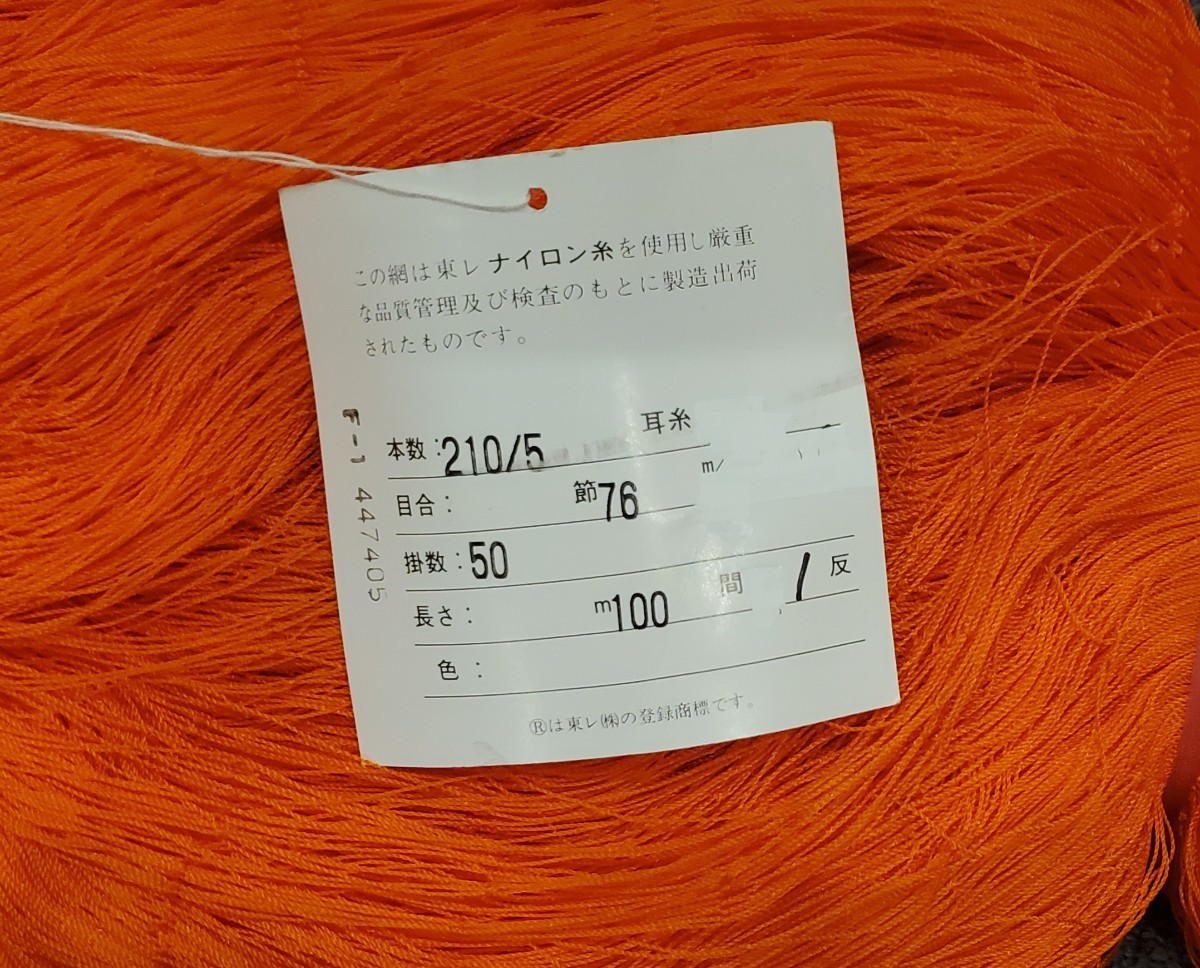 この網は東レナイロン糸を使用し厳重
な品質管理及び検査のもとに製造出荷
されたものです。
F-1 447405
本数：210/5 耳糸 —
目合： 節76 m/
掛数：50
長さ： m100 間 1反
色：
Ⓡは東レ㈱の登録商標です。